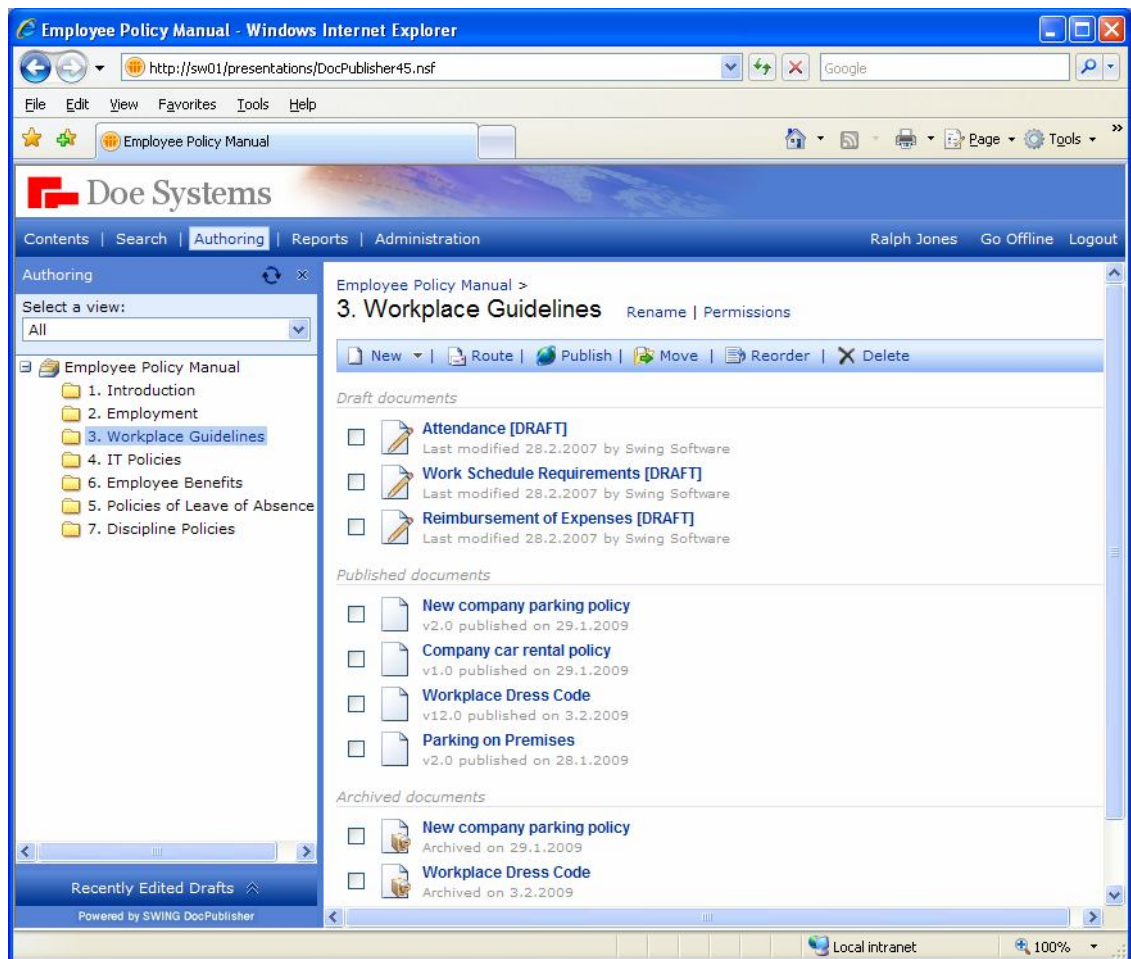 Employee Policy Manual - Windows Internet Explorer
http://sw01/presentations/DocPublisher45.nsf
Google
File Edit View Favorites Tools Help
Employee Policy Manual
Page Tools »
Doe Systems
Contents | Search | Authoring | Reports | Administration
Ralph Jones Go Offline Logout
Authoring
Select a view:
All
Employee Policy Manual
1. Introduction
2. Employment
3. Workplace Guidelines
4. IT Policies
6. Employee Benefits
5. Policies of Leave of Absence
7. Discipline Policies
Recently Edited Drafts
Powered by SWING DocPublisher
Employee Policy Manual >
3. Workplace Guidelines Rename | Permissions
New | Route | Publish | Move | Reorder | Delete
Draft documents
Attendance [DRAFT]
Last modified 28.2.2007 by Swing Software
Work Schedule Requirements [DRAFT]
Last modified 28.2.2007 by Swing Software
Reimbursement of Expenses [DRAFT]
Last modified 28.2.2007 by Swing Software
Published documents
New company parking policy
v2.0 published on 29.1.2009
Company car rental policy
v1.0 published on 29.1.2009
Workplace Dress Code
v12.0 published on 3.2.2009
Parking on Premises
v2.0 published on 28.1.2009
Archived documents
New company parking policy
Archived on 29.1.2009
Workplace Dress Code
Archived on 3.2.2009
Local intranet
100%